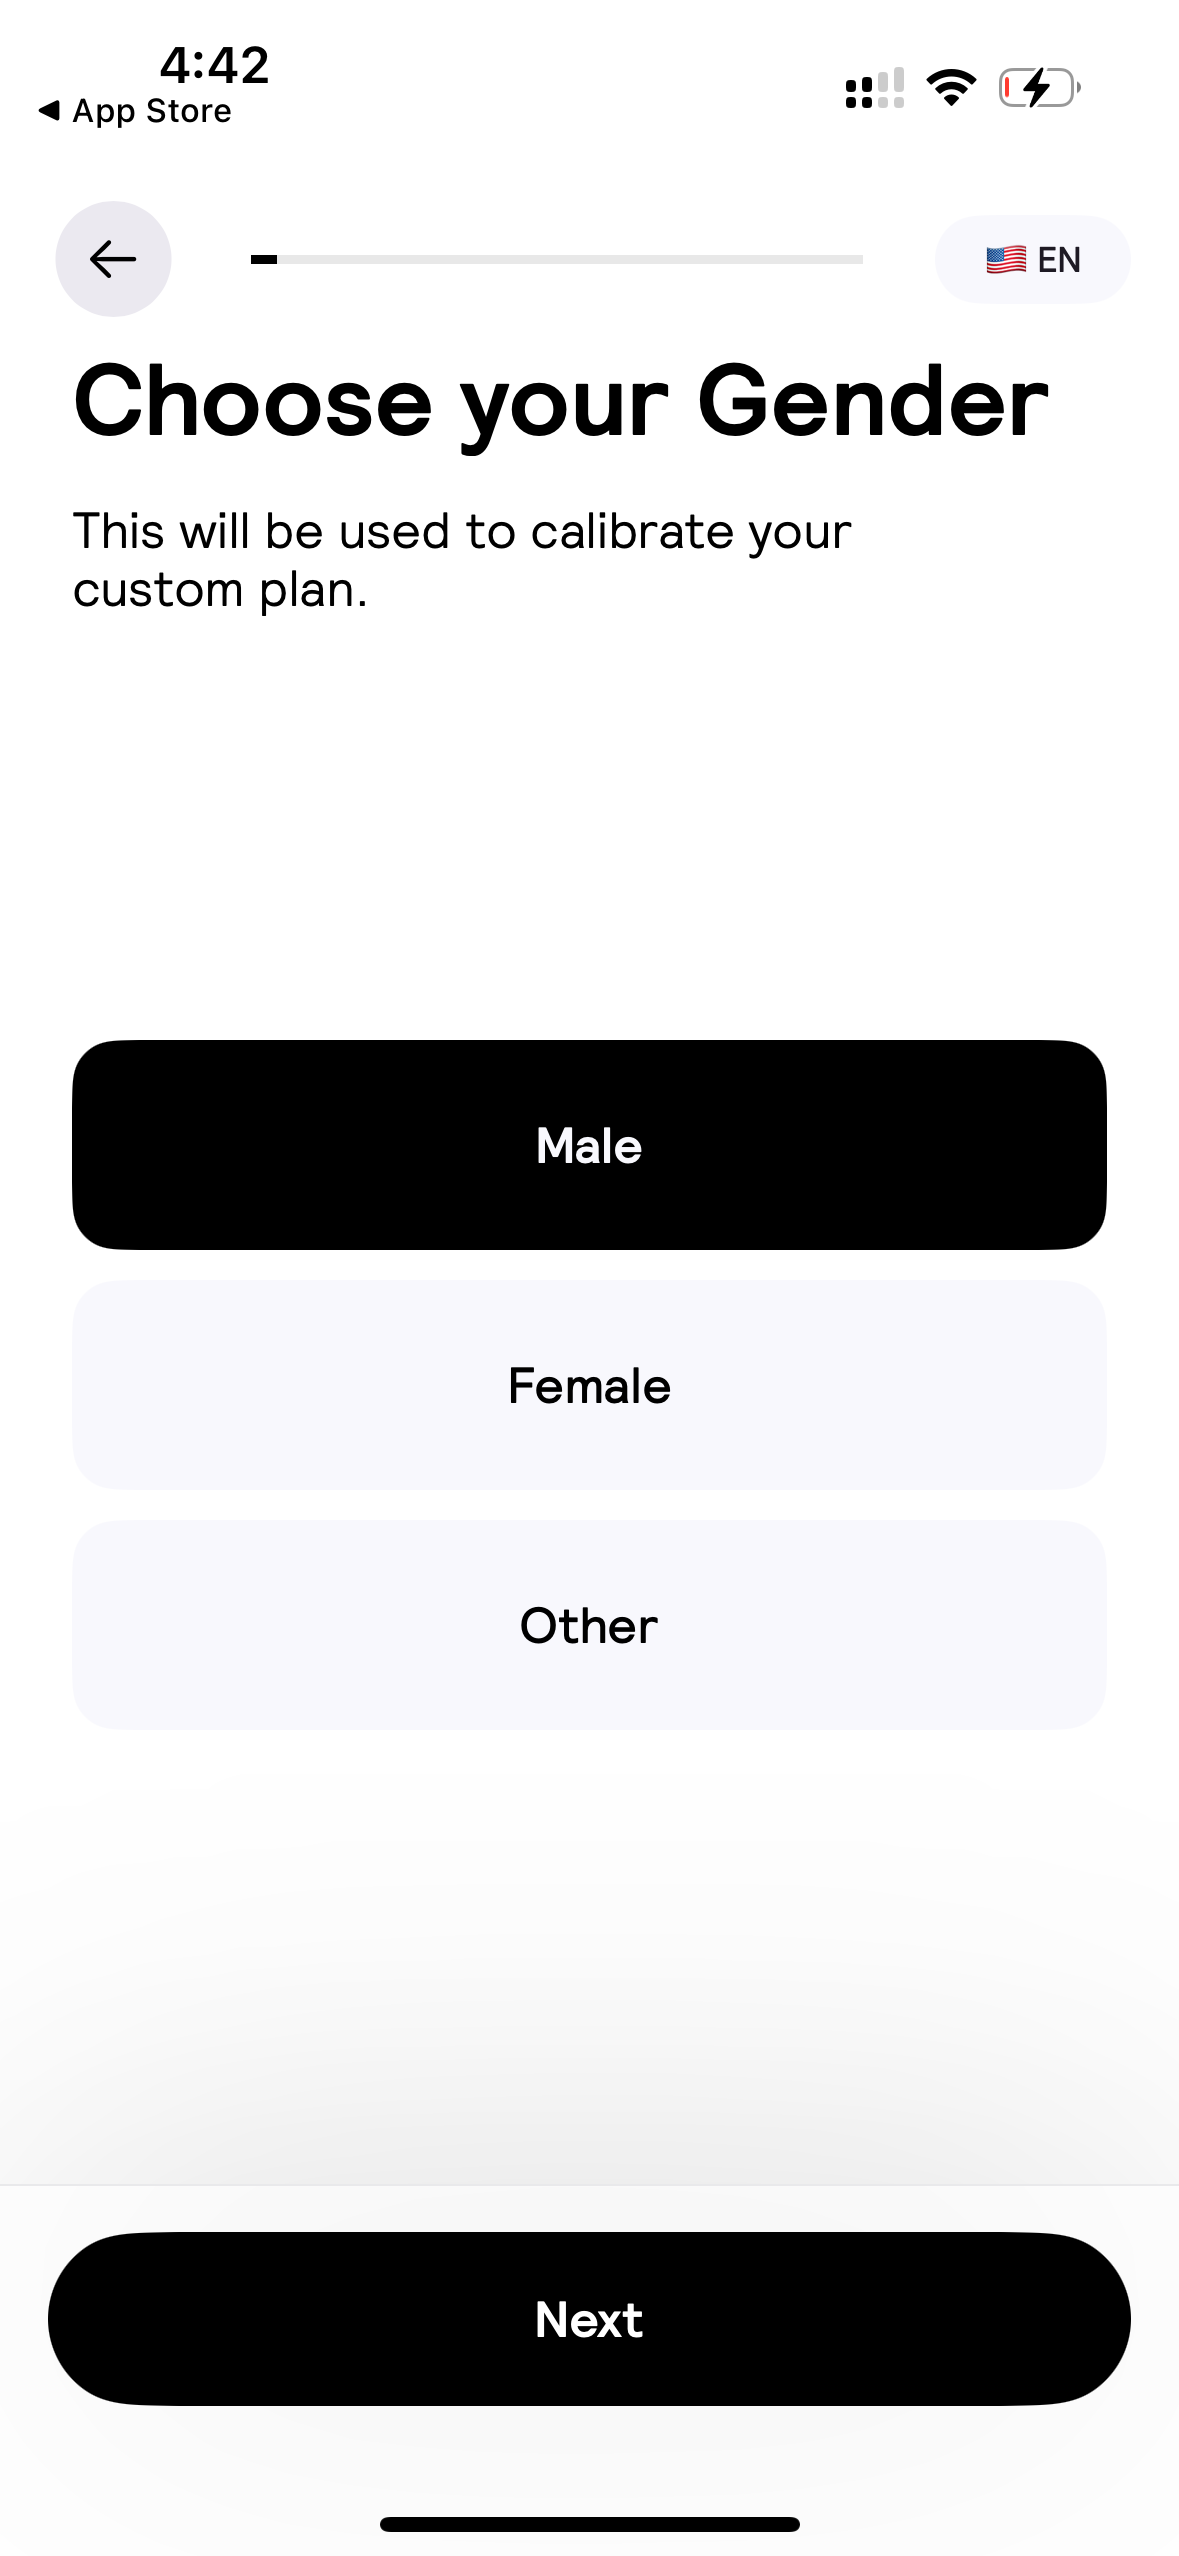 4:42
◀ App Store
🇺🇸 EN
Choose your Gender
This will be used to calibrate your
custom plan.
Male
Female
Other
Next